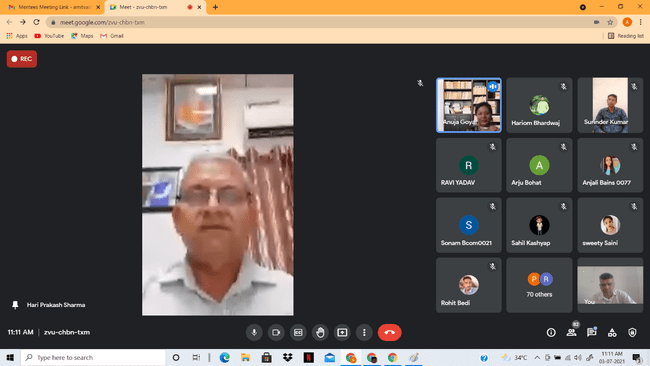 Mentees Meeting Link - amritvani
Meet - zvu-chbn-txm
meet.google.com/zvu-chbn-txm
Apps
YouTube
Maps
Gmail
Reading list
REC
Hari Prakash Sharma
Anuja Goyal
Hariom Bhardwaj
Surinder Kumar
R
RAVI YADAV
A
Arju Bohat
Anjali Bains 0077
S
Sonam Bcom0021
Sahil Kashyap
sweety Saini
Rohit Bedi
P R
70 others
You
11:11 AM | zvu-chbn-txm
82
Type here to search
34°C
11:11 AM
03-07-2021